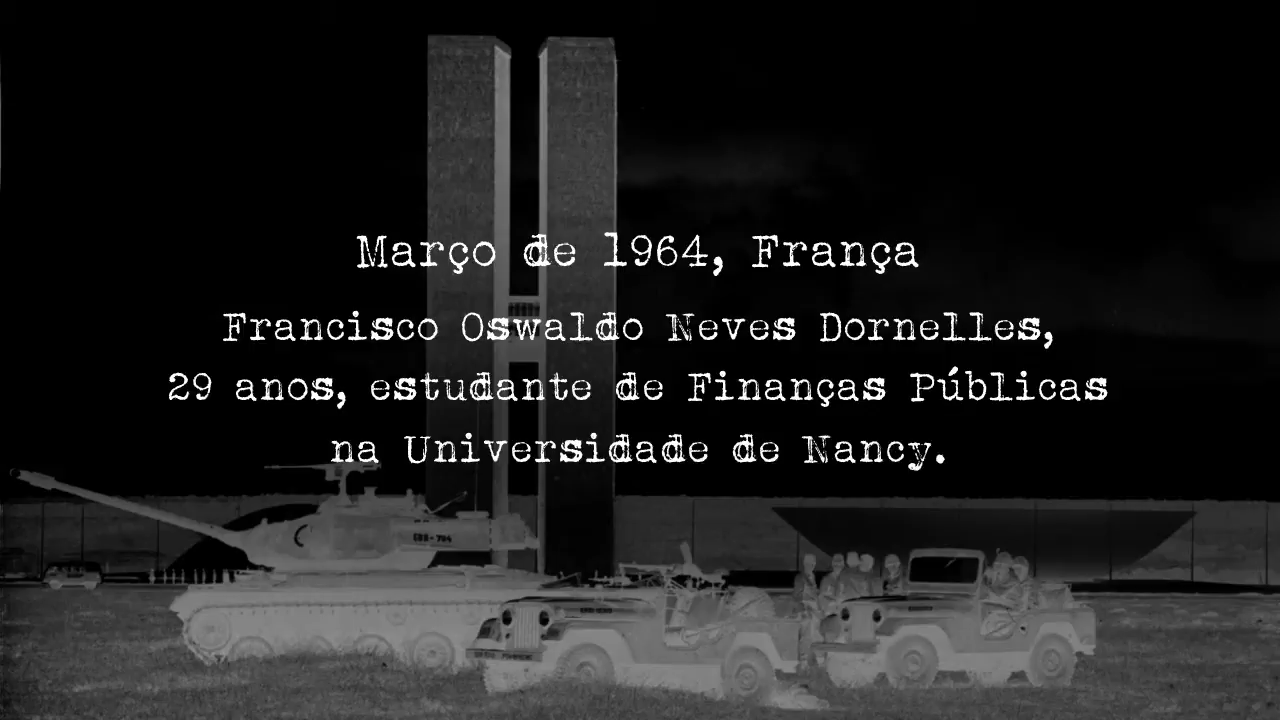 Março de 1964, França
Francisco Oswaldo Neves Dornelles,
29 anos, estudante de Finanças Públicas
na Universidade de Nancy.